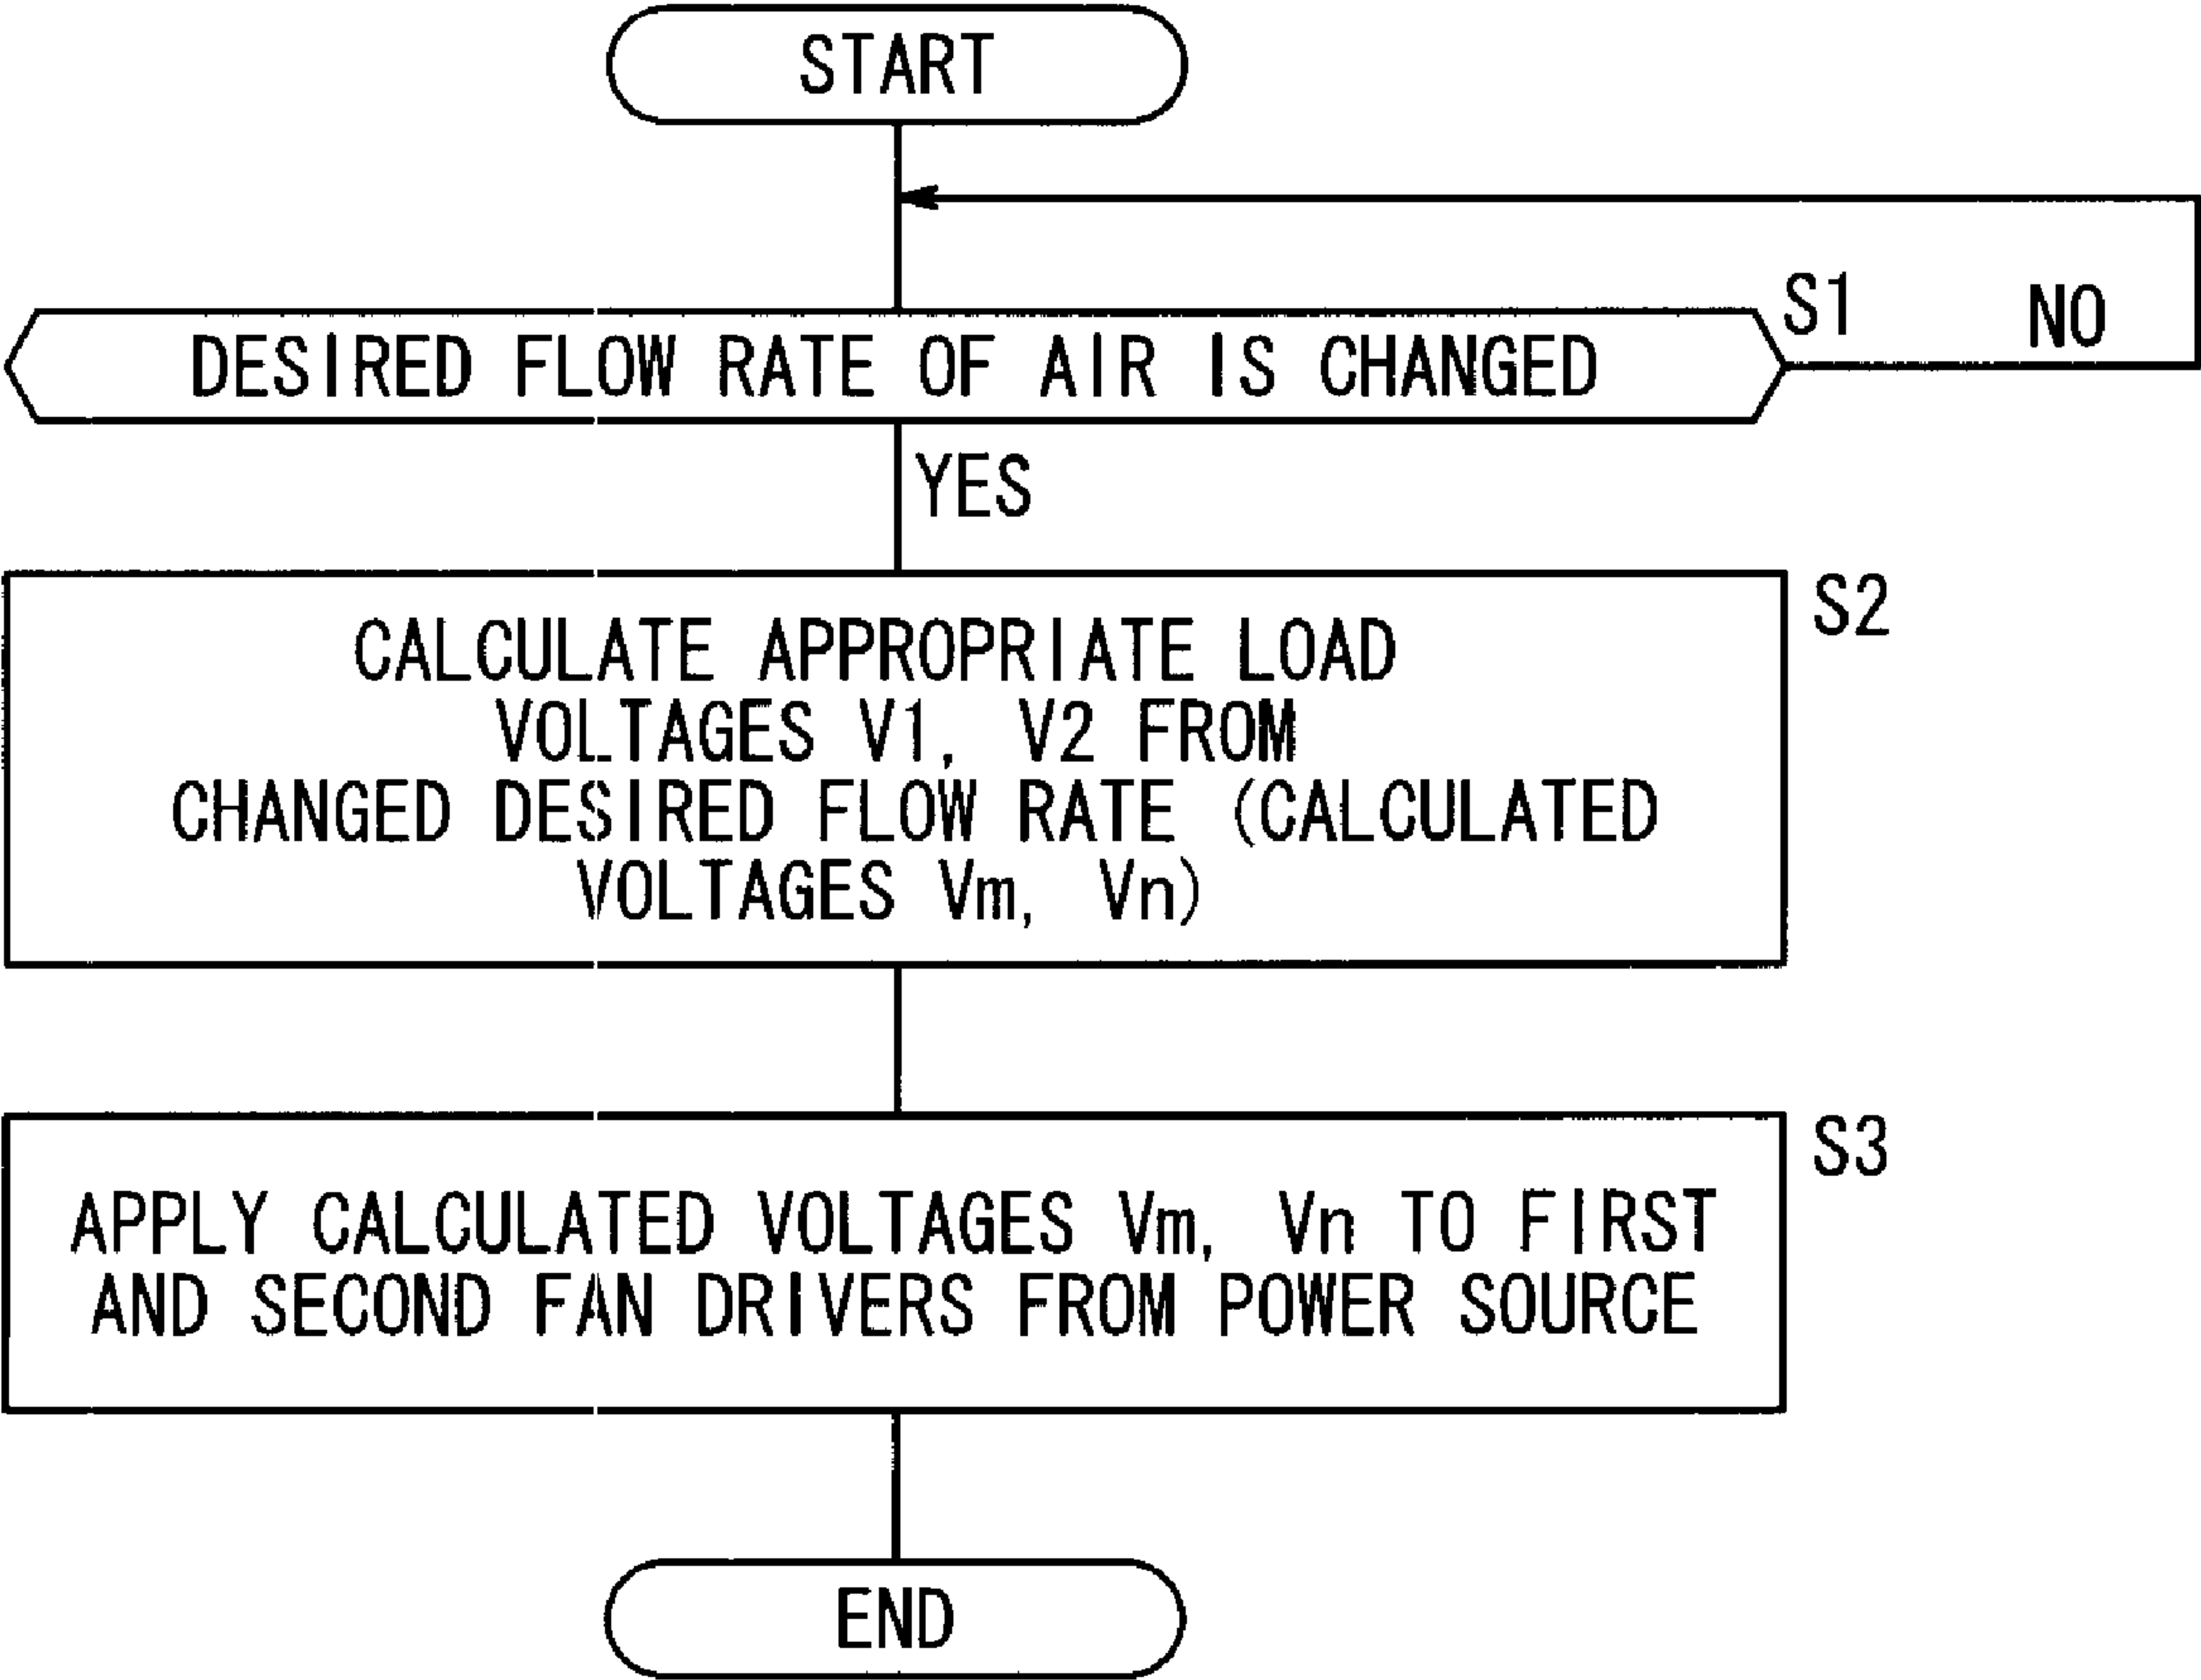 START
S1
NO
DESIRED FLOW RATE OF AIR IS CHANGED
YES
S2
CALCULATE APPROPRIATE LOAD
VOLTAGES V1, V2 FROM
CHANGED DESIRED FLOW RATE (CALCULATED
VOLTAGES Vm, Vn)
S3
APPLY CALCULATED VOLTAGES Vm, Vn TO FIRST
AND SECOND FAN DRIVERS FROM POWER SOURCE
END